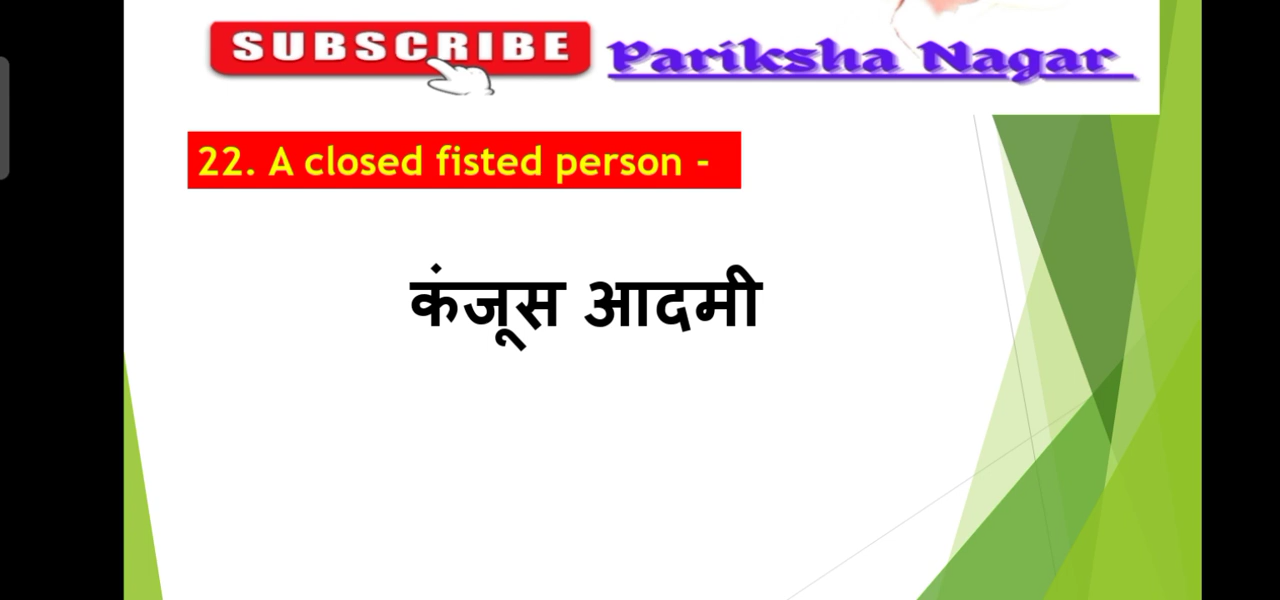 SUBSCRIBE Pariksha Nagar
22. A closed fisted person -
कंजूस आदमी